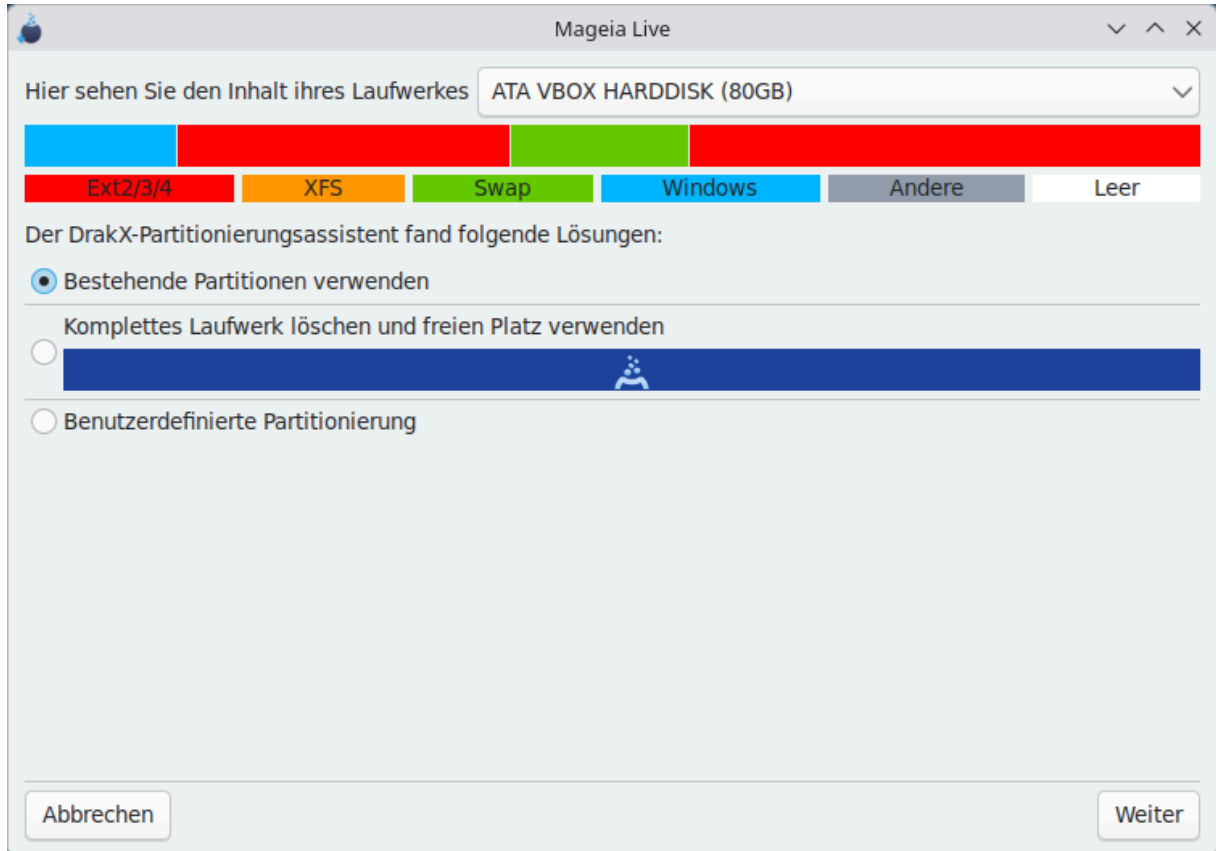 Mageia Live
Hier sehen Sie den Inhalt ihres Laufwerkes ATA VBOX HARDDISK (80GB)
Ext2/3/4 XFS Swap Windows Andere Leer
Der DrakX-Partitionierungsassistent fand folgende Lösungen:
Bestehende Partitionen verwenden
Komplettes Laufwerk löschen und freien Platz verwenden
Benutzerdefinierte Partitionierung
Abbrechen Weiter